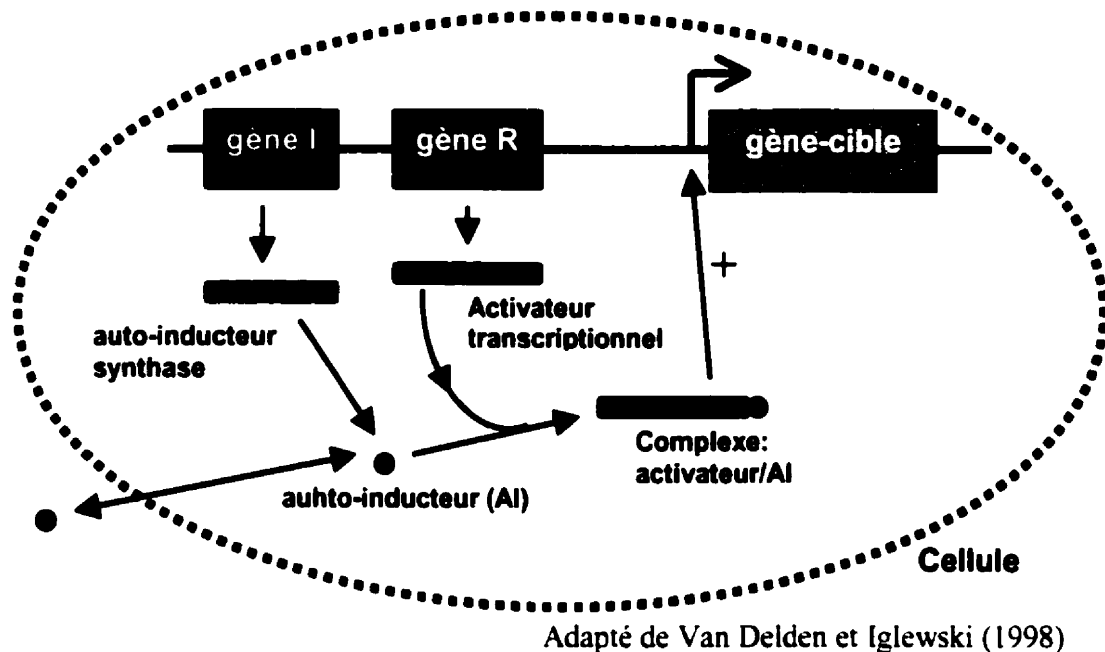 gène I
gène R
gène-cible
+
auto-inducteur
synthase
Activateur
transcriptionnel
Complexe:
activateur/AI
auhto-inducteur (AI)
Cellule
Adapté de Van Delden et Iglewski (1998)